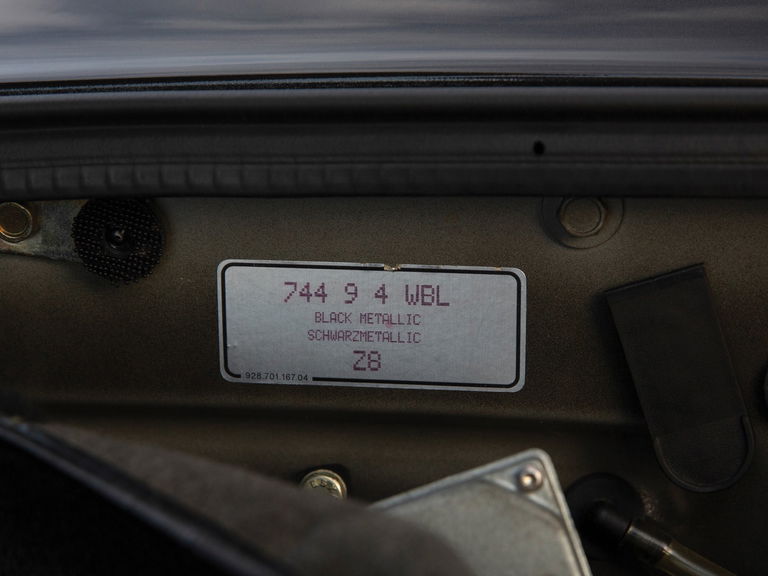 744 9 4 WBL
BLACK METALLIC
SCHWARZMETALLIC
Z8
928.701.167.04